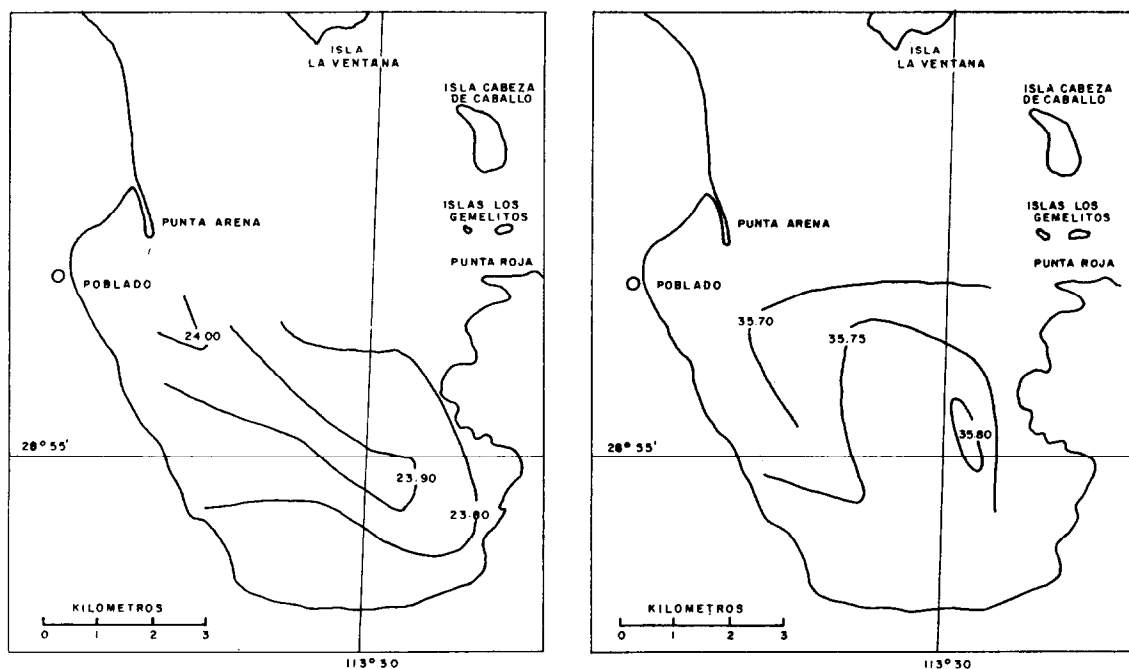 ISLA
LA VENTANA
ISLA CABEZA
DE CABALLO
PUNTA ARENA
ISLAS LOS
GEMELITOS
PUNTA ROJA
POBLADO
24.00
28° 55'
23.90
23.80
KILOMETROS
0 1 2 3
113° 30
ISLA
LA VENTANA
ISLA CABEZA
DE CABALLO
PUNTA ARENA
ISLAS LOS
GEMELITOS
PUNTA ROJA
POBLADO
35.70
35.75
35.80
28° 55'
KILOMETROS
0 1 2 3
113° 30